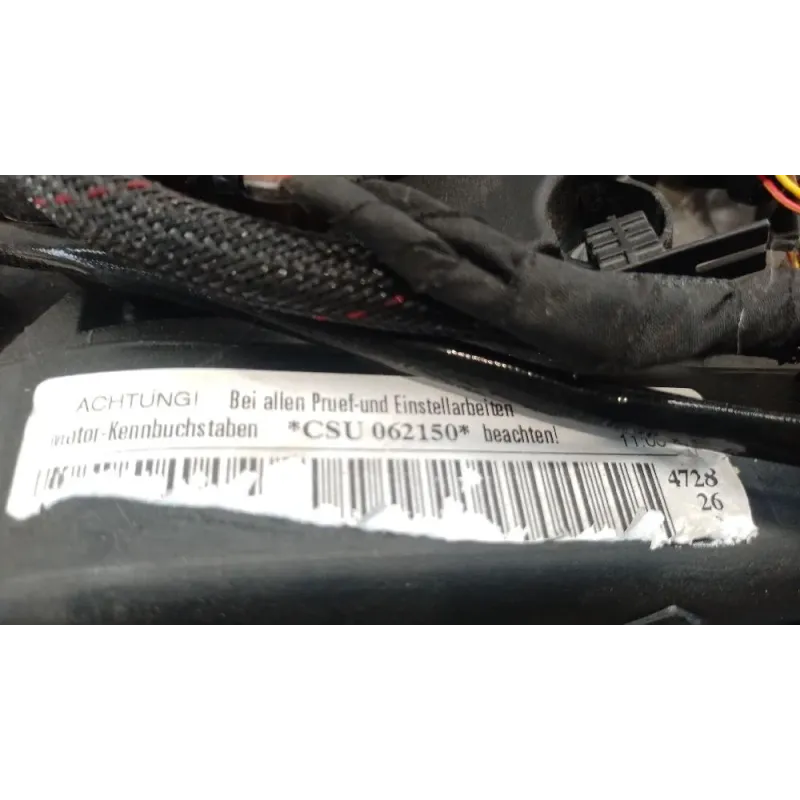 ACHTUNG! Bei allen Pruef-und Einstellarbeiten
Motor-Kennbuchstaben *CSU 062150* beachten!
4728
26